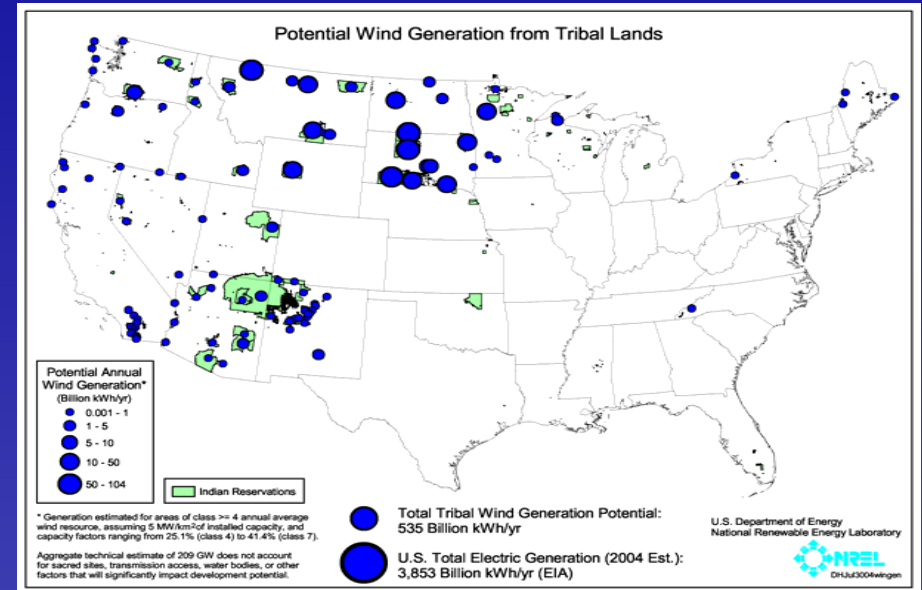 Potential Wind Generation from Tribal Lands
Potential Annual
Wind Generation*
(Billion kWh/yr)
0.001 - 1
1 - 5
5 - 10
10 - 50
50 - 104
Indian Reservations
* Generation estimated for areas of class >= 4 annual average
wind resource, assuming 5 MW/km² of installed capacity, and
capacity factors ranging from 25.1% (class 4) to 41.4% (class 7).
Aggregate technical estimate of 209 GW does not account
for sacred sites, transmission access, water bodies, or other
factors that will significantly impact development potential.
Total Tribal Wind Generation Potential:
535 Billion kWh/yr
U.S. Total Electric Generation (2004 Est.):
3,853 Billion kWh/yr (EIA)
U.S. Department of Energy
National Renewable Energy Laboratory
NREL
DHJul3004wingen